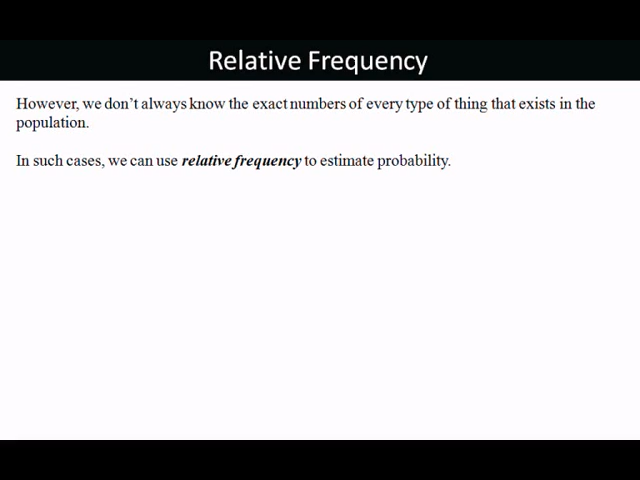 Relative Frequency
However, we don’t always know the exact numbers of every type of thing that exists in the
population.
In such cases, we can use relative frequency to estimate probability.